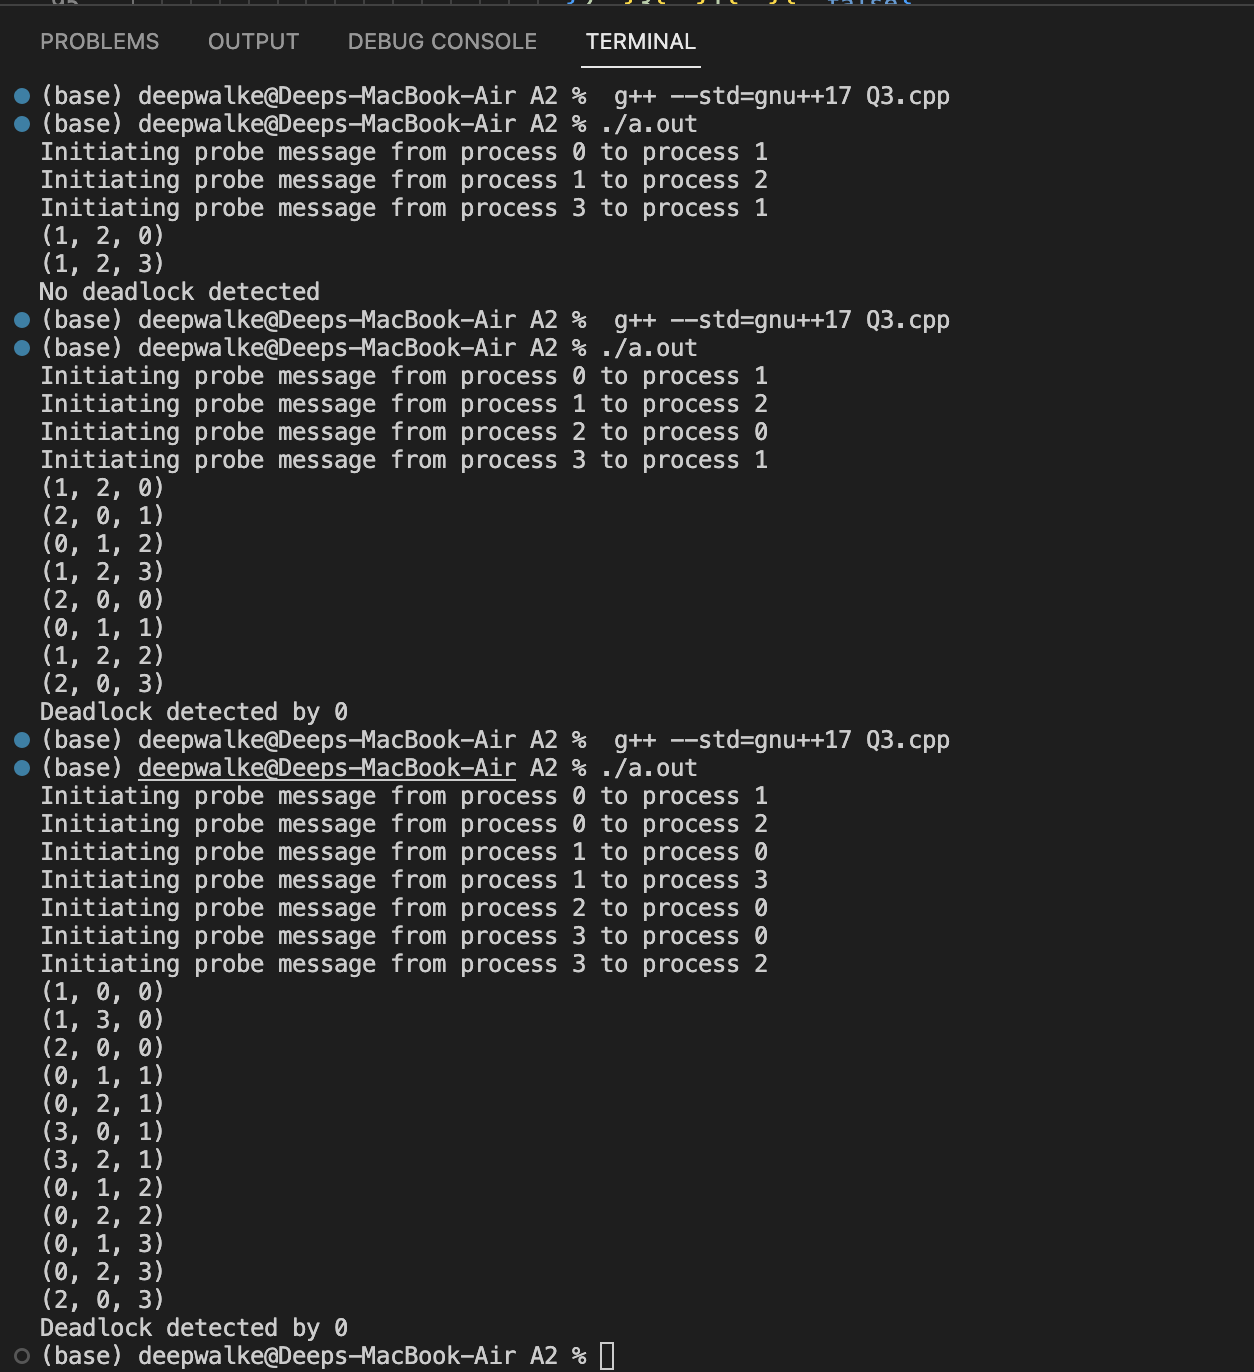 PROBLEMS OUTPUT DEBUG CONSOLE TERMINAL
(base) deepwalke@Deeps-MacBook-Air A2 %  g++ --std=gnu++17 Q3.cpp
(base) deepwalke@Deeps-MacBook-Air A2 % ./a.out
Initiating probe message from process 0 to process 1
Initiating probe message from process 1 to process 2
Initiating probe message from process 3 to process 1
(1, 2, 0)
(1, 2, 3)
No deadlock detected
(base) deepwalke@Deeps-MacBook-Air A2 %  g++ --std=gnu++17 Q3.cpp
(base) deepwalke@Deeps-MacBook-Air A2 % ./a.out
Initiating probe message from process 0 to process 1
Initiating probe message from process 1 to process 2
Initiating probe message from process 2 to process 0
Initiating probe message from process 3 to process 1
(1, 2, 0)
(2, 0, 1)
(0, 1, 2)
(1, 2, 3)
(2, 0, 0)
(0, 1, 1)
(1, 2, 2)
(2, 0, 3)
Deadlock detected by 0
(base) deepwalke@Deeps-MacBook-Air A2 %  g++ --std=gnu++17 Q3.cpp
(base) deepwalke@Deeps-MacBook-Air A2 % ./a.out
Initiating probe message from process 0 to process 1
Initiating probe message from process 0 to process 2
Initiating probe message from process 1 to process 0
Initiating probe message from process 1 to process 3
Initiating probe message from process 2 to process 0
Initiating probe message from process 3 to process 0
Initiating probe message from process 3 to process 2
(1, 0, 0)
(1, 3, 0)
(2, 0, 0)
(0, 1, 1)
(0, 2, 1)
(3, 0, 1)
(3, 2, 1)
(0, 1, 2)
(0, 2, 2)
(0, 1, 3)
(0, 2, 3)
(2, 0, 3)
Deadlock detected by 0
(base) deepwalke@Deeps-MacBook-Air A2 %